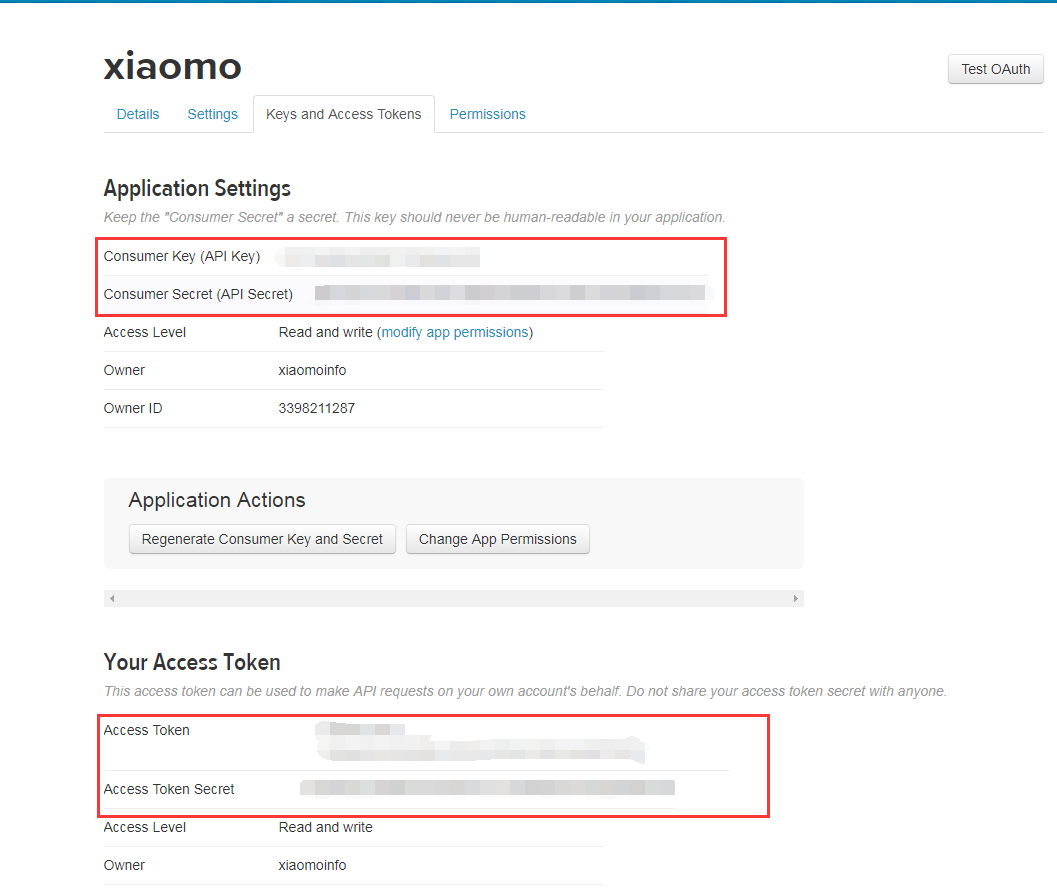 xiaomo
Test OAuth
Details Settings Keys and Access Tokens Permissions
Application Settings
Keep the "Consumer Secret" a secret. This key should never be human-readable in your application.
Consumer Key (API Key)
Consumer Secret (API Secret)
Access Level Read and write (modify app permissions)
Owner xiaomoinfo
Owner ID 3398211287
Application Actions
Regenerate Consumer Key and Secret Change App Permissions
Your Access Token
This access token can be used to make API requests on your own account's behalf. Do not share your access token secret with anyone.
Access Token
Access Token Secret
Access Level Read and write
Owner xiaomoinfo